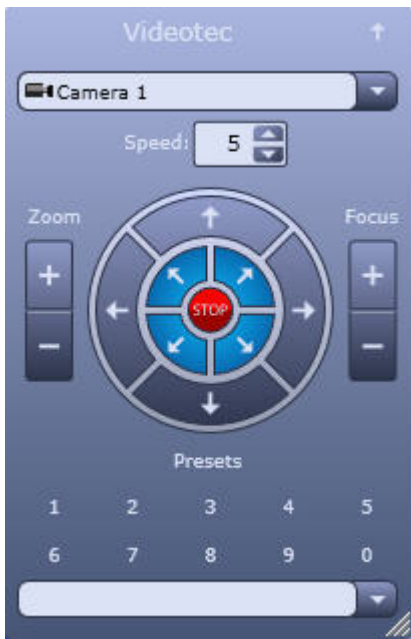 Videotec
Camera 1
Speed: 5
Zoom Focus
+ +
STOP
− −
Presets
1 2 3 4 5
6 7 8 9 0